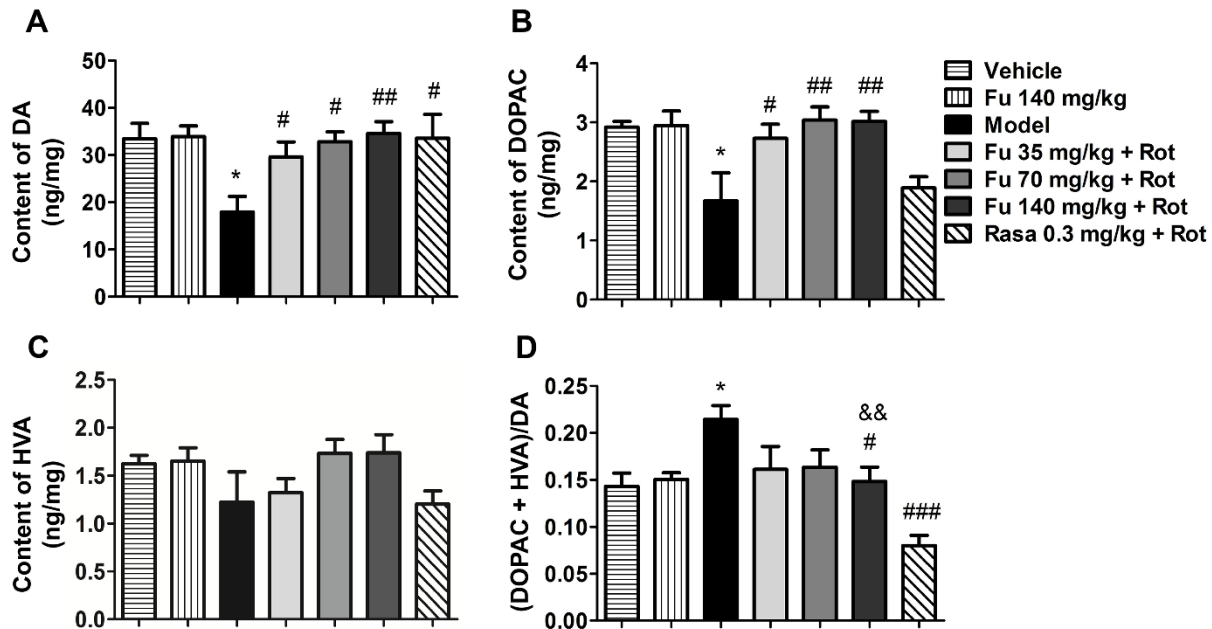 A
Content of DA
(ng/mg)
50
40
30
20
10
0
*
#
#
##
#
B
Content of DOPAC
(ng/mg)
4
3
2
1
0
*
#
##
##
Vehicle
Fu 140 mg/kg
Model
Fu 35 mg/kg + Rot
Fu 70 mg/kg + Rot
Fu 140 mg/kg + Rot
Rasa 0.3 mg/kg + Rot
C
Content of HVA
(ng/mg)
2.5
2.0
1.5
1.0
0.5
0.0
D
(DOPAC + HVA)/DA
0.25
0.20
0.15
0.10
0.05
0.00
*
&&
#
###